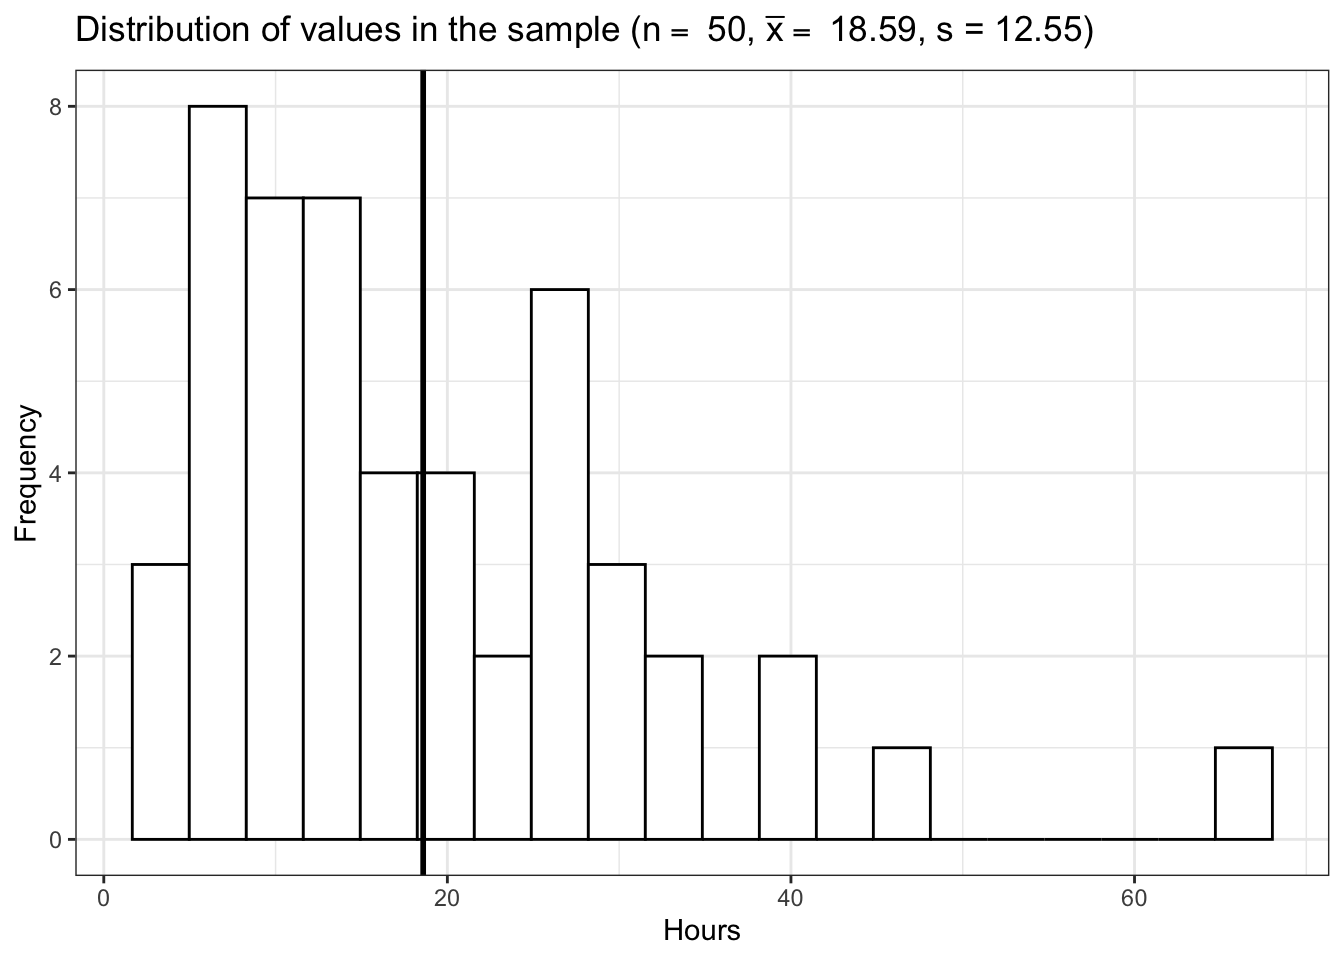 Distribution of values in the sample (n = 50, x̅ = 18.59, s = 12.55)
8
6
4
2
0
Frequency
0 20 40 60
Hours